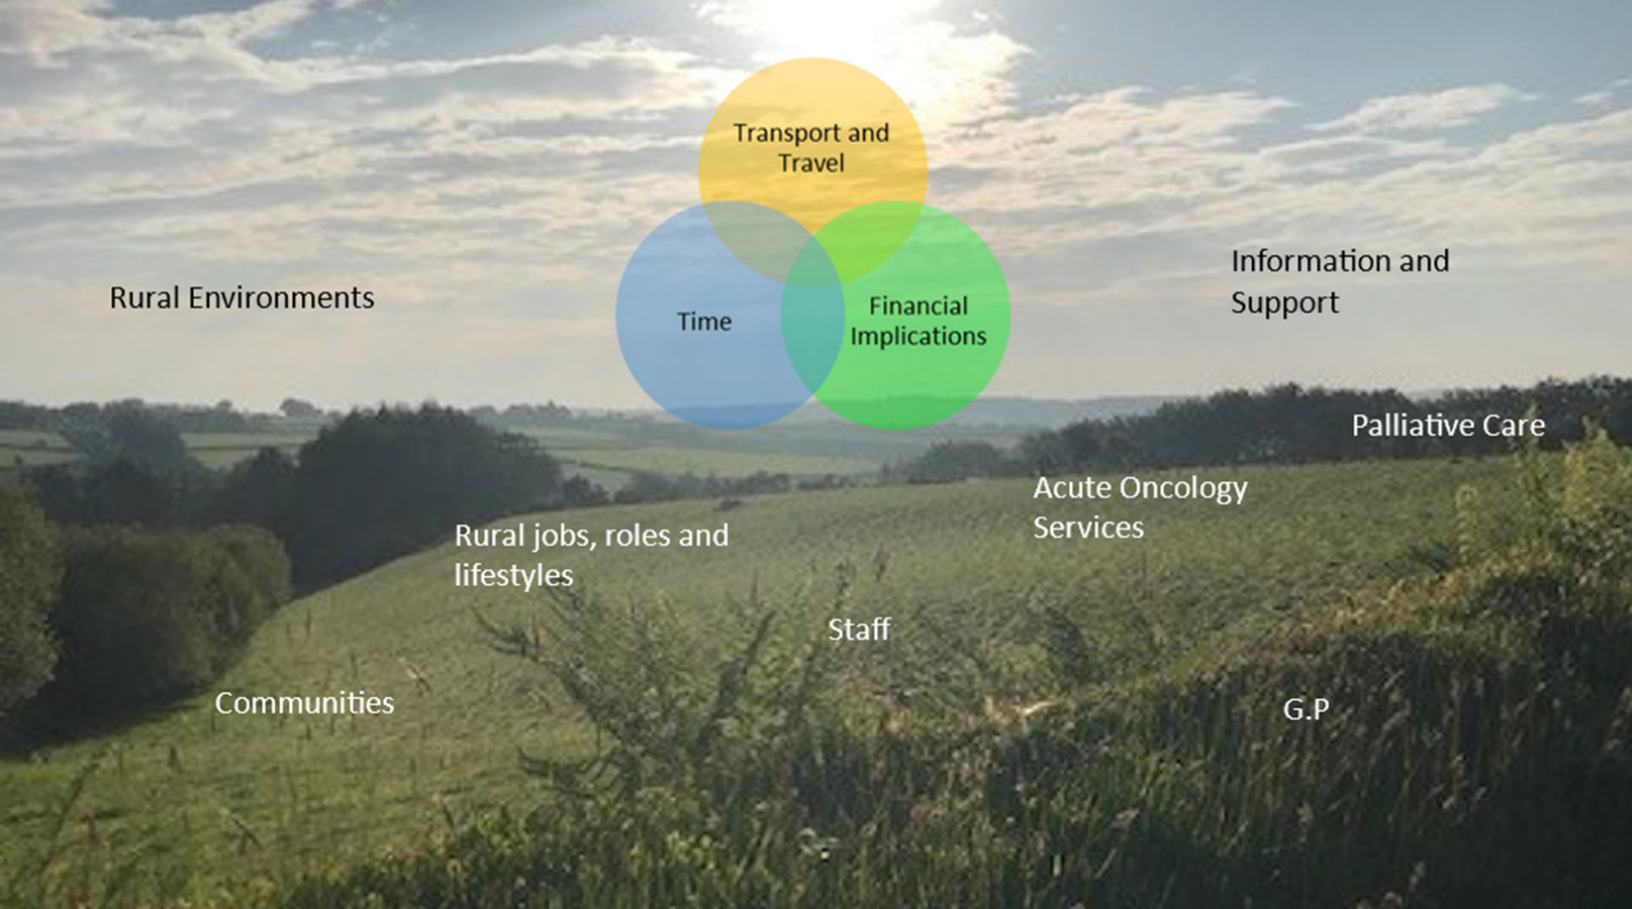 Transport and
Travel
Time
Financial
Implications
Rural Environments
Information and
Support
Palliative Care
Acute Oncology
Services
Rural jobs, roles and
lifestyles
Staff
Communities
G.P